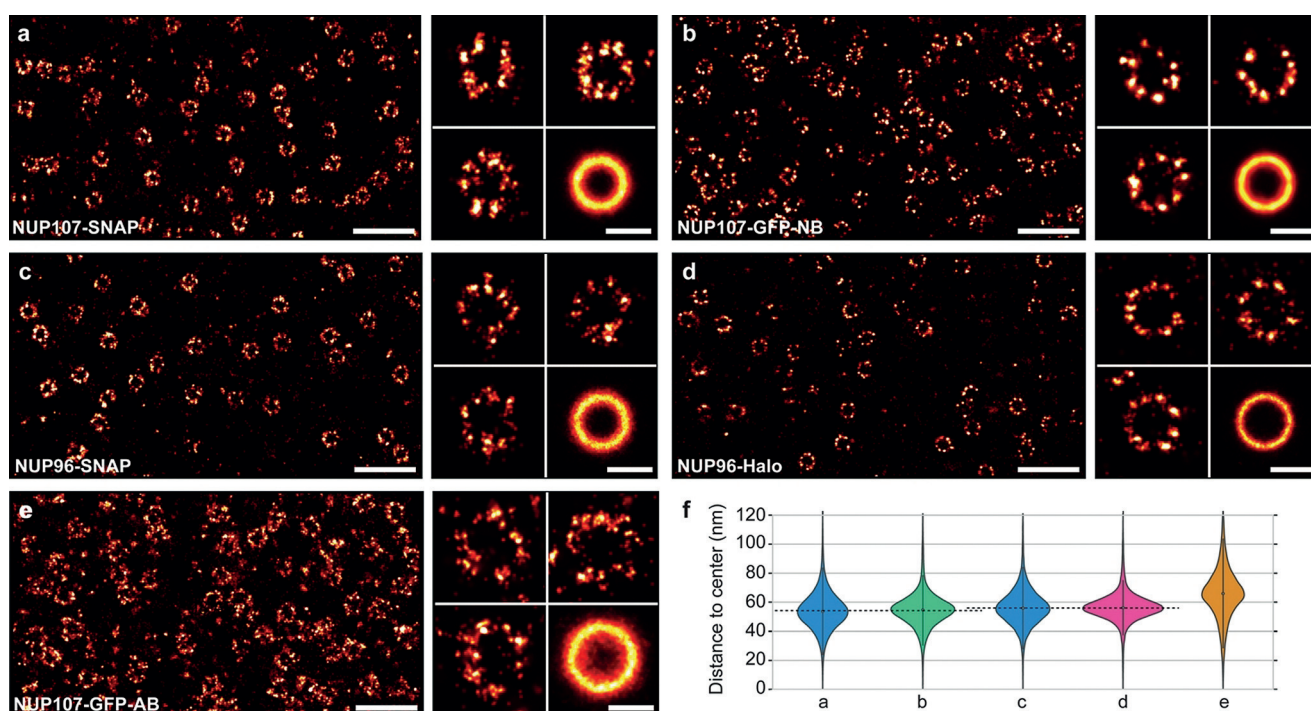 a
NUP107-SNAP
b
NUP107-GFP-NB
c
NUP96-SNAP
d
NUP96-Halo
e
NUP107-GFP-AB
f
Distance to center (nm)
120
100
80
60
40
20
0
a b c d e